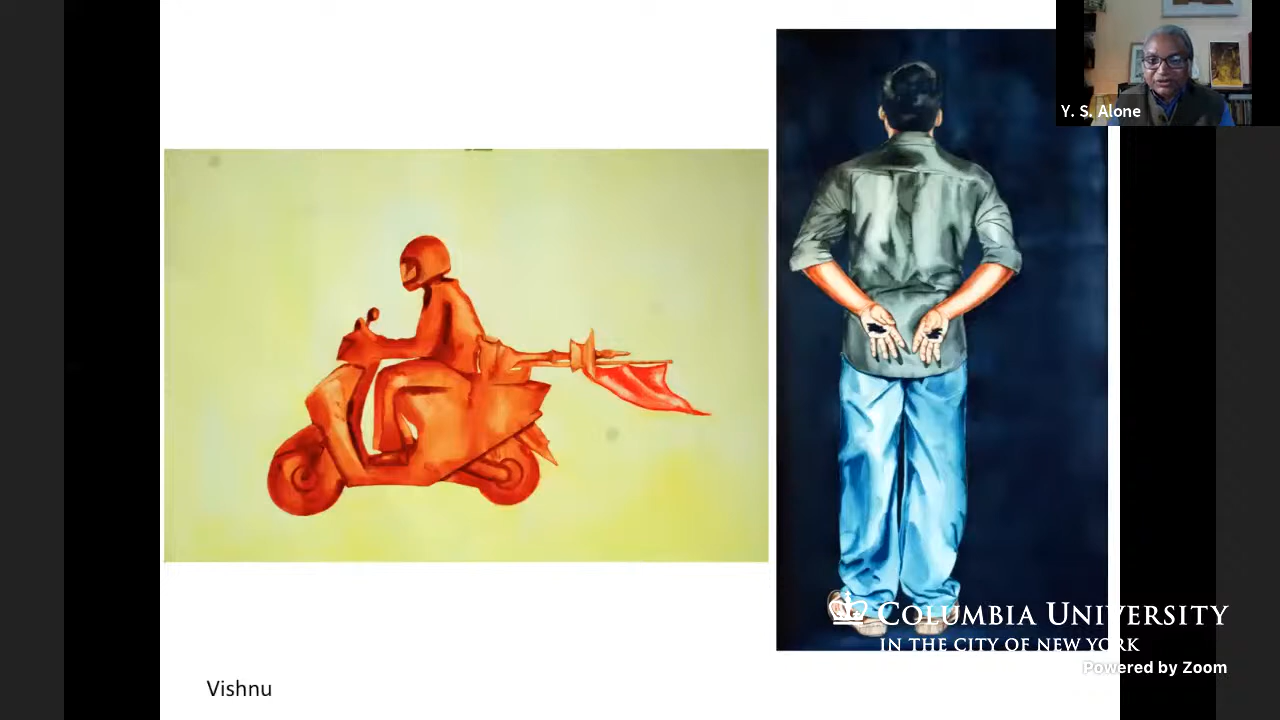 Y. S. Alone
COLUMBIA UNIVERSITY
IN THE CITY OF NEW YORK
Powered by Zoom
Vishnu